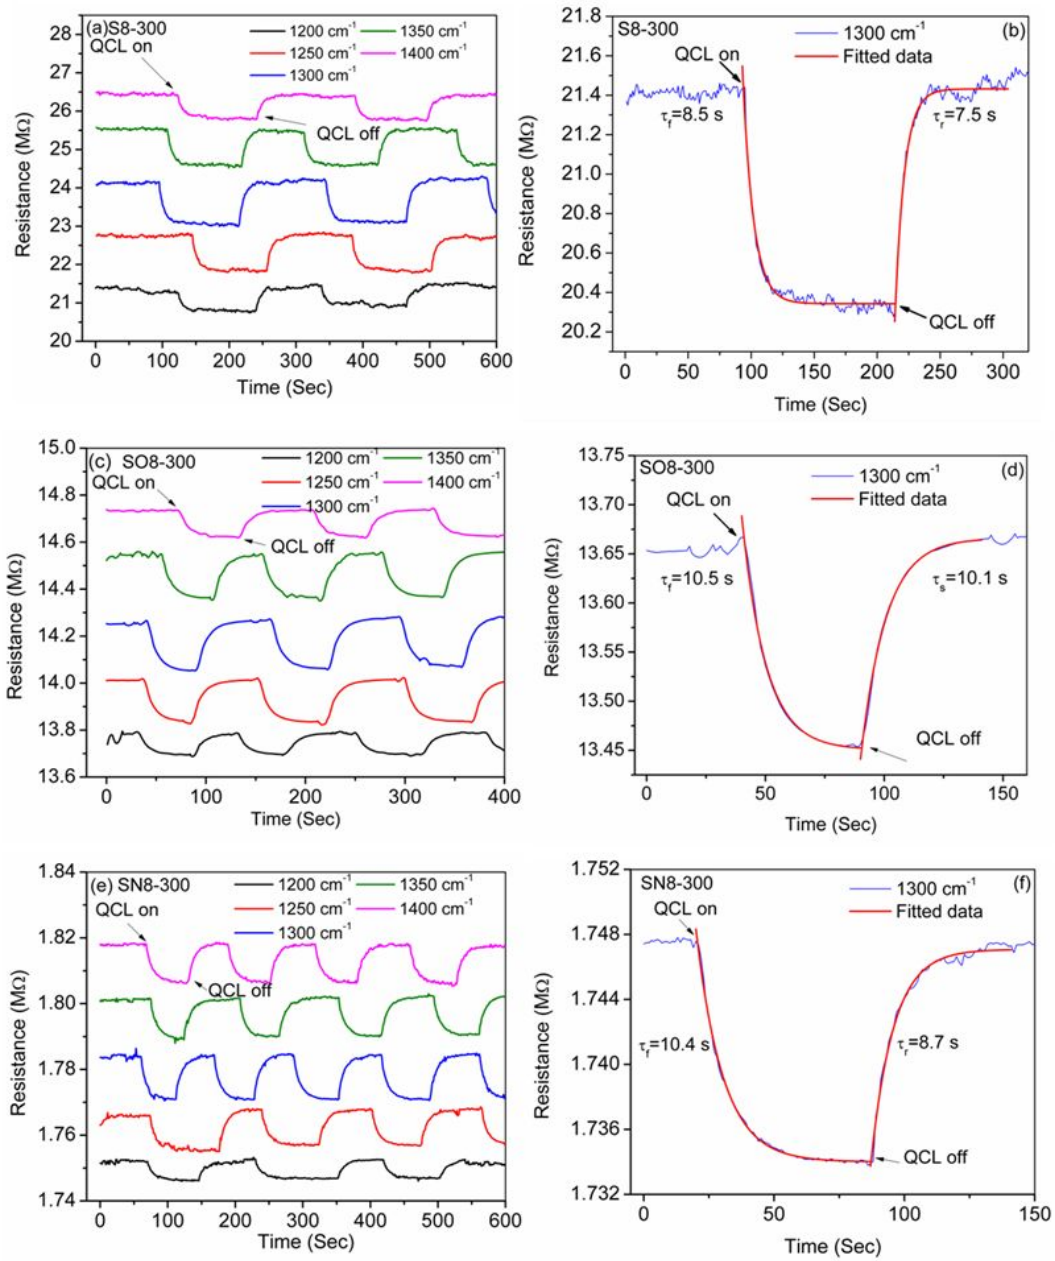 (a)S8-300
QCL on
1200 cm⁻¹
1350 cm⁻¹
1250 cm⁻¹
1400 cm⁻¹
1300 cm⁻¹
QCL off
28
27
26
25
24
23
22
21
20
Resistance (MΩ)
0 100 200 300 400 500 600
Time (Sec)
S8-300
1300 cm⁻¹
(b)
QCL on
Fitted data
τf=8.5 s
τr=7.5 s
QCL off
21.8
21.6
21.4
21.2
21.0
20.8
20.6
20.4
20.2
Resistance (MΩ)
0 50 100 150 200 250 300
Time (Sec)
(c) SO8-300
QCL on
1200 cm⁻¹
1350 cm⁻¹
1250 cm⁻¹
1400 cm⁻¹
1300 cm⁻¹
QCL off
15.0
14.8
14.6
14.4
14.2
14.0
13.8
13.6
Resistance (MΩ)
0 100 200 300 400
Time (Sec)
SO8-300
1300 cm⁻¹
(d)
QCL on
Fitted data
τf=10.5 s
τs=10.1 s
QCL off
13.75
13.70
13.65
13.60
13.55
13.50
13.45
Resistance (MΩ)
0 50 100 150
Time (Sec)
(e) SN8-300
QCL on
1200 cm⁻¹
1350 cm⁻¹
1250 cm⁻¹
1400 cm⁻¹
1300 cm⁻¹
QCL off
1.84
1.82
1.80
1.78
1.76
1.74
Resistance (MΩ)
0 100 200 300 400 500 600
Time (Sec)
SN8-300
1300 cm⁻¹
(f)
QCL on
Fitted data
τf=10.4 s
τr=8.7 s
QCL off
1.752
1.748
1.744
1.740
1.736
1.732
Resistance (MΩ)
0 50 100 150
Time (Sec)